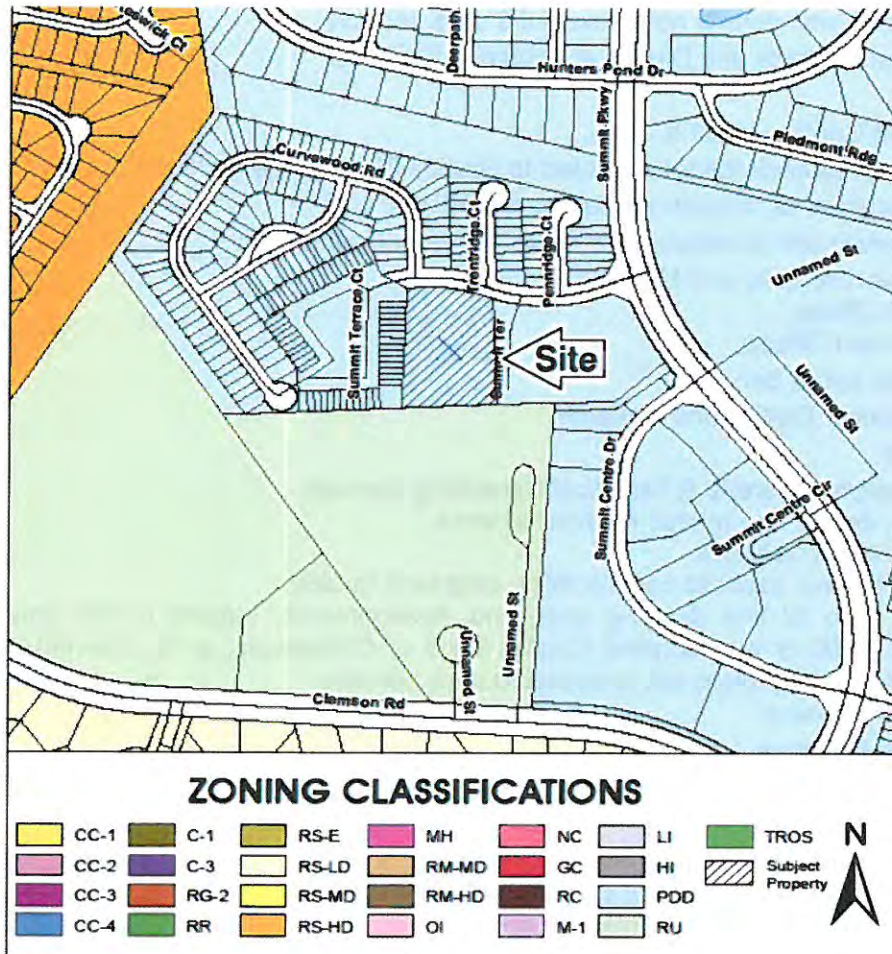 eswick Ct
Deerpath
Hunters Pond Dr
Summit Pkwy
Piedmont Rdg
Curvewood Rd
Trentridge Ct
Pennridge Ct
Unnamed St
Summit Terrace Ct
Summit Ter
Site
Unnamed St
Summit Centre Dr
Summit Centre Cir
Unnamed St
Unnamed St
Clemson Rd
ZONING CLASSIFICATIONS
CC-1 C-1 RS-E MH NC LI TROS N
CC-2 C-3 RS-LD RM-MD GC HI Subject Property
CC-3 RG-2 RS-MD RM-HD RC PDD
CC-4 RR RS-HD OI M-1 RU